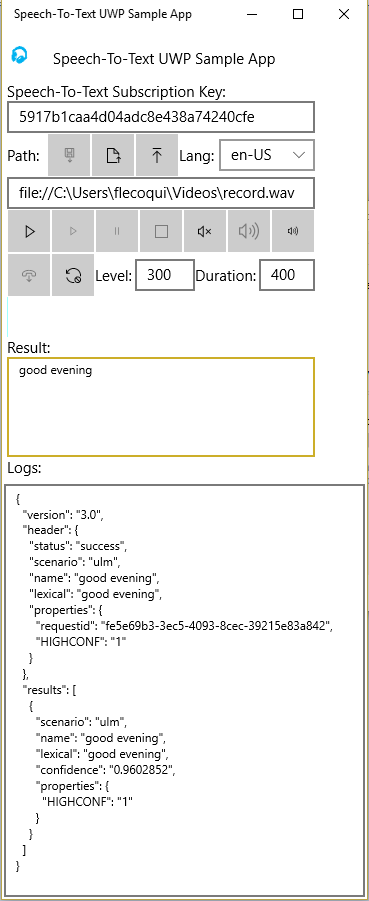 Speech-To-Text UWP Sample App
Speech-To-Text UWP Sample App
Speech-To-Text Subscription Key:
5917b1caa4d04adc8e438a74240cfe
Path: Lang: en-US
file://C:\Users\flecoqui\Videos\record.wav
Level: 300 Duration: 400
Result:
good evening
Logs:
{
"version": "3.0",
"header": {
"status": "success",
"scenario": "ulm",
"name": "good evening",
"lexical": "good evening",
"properties": {
"requestid": "fe5e69b3-3ec5-4093-8cec-39215e83a842",
"HIGHCONF": "1"
}
},
"results": [
{
"scenario": "ulm",
"name": "good evening",
"lexical": "good evening",
"confidence": "0.9602852",
"properties": {
"HIGHCONF": "1"
}
}
]
}